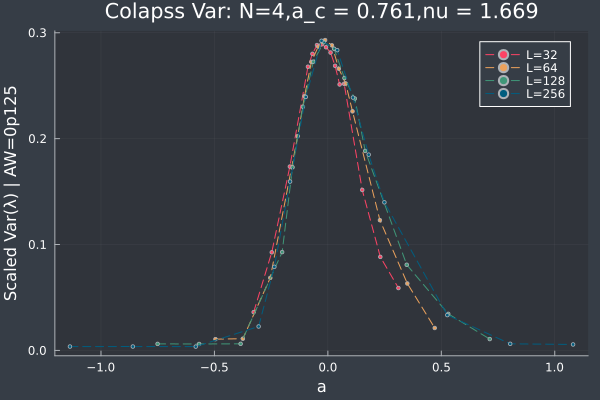 Colapss Var: N=4,a_c = 0.761,nu = 1.669
Scaled Var(λ) | AW=0p125
0.3
0.2
0.1
0.0
L=32
L=64
L=128
L=256
−1.0
−0.5
0.0
0.5
1.0
a